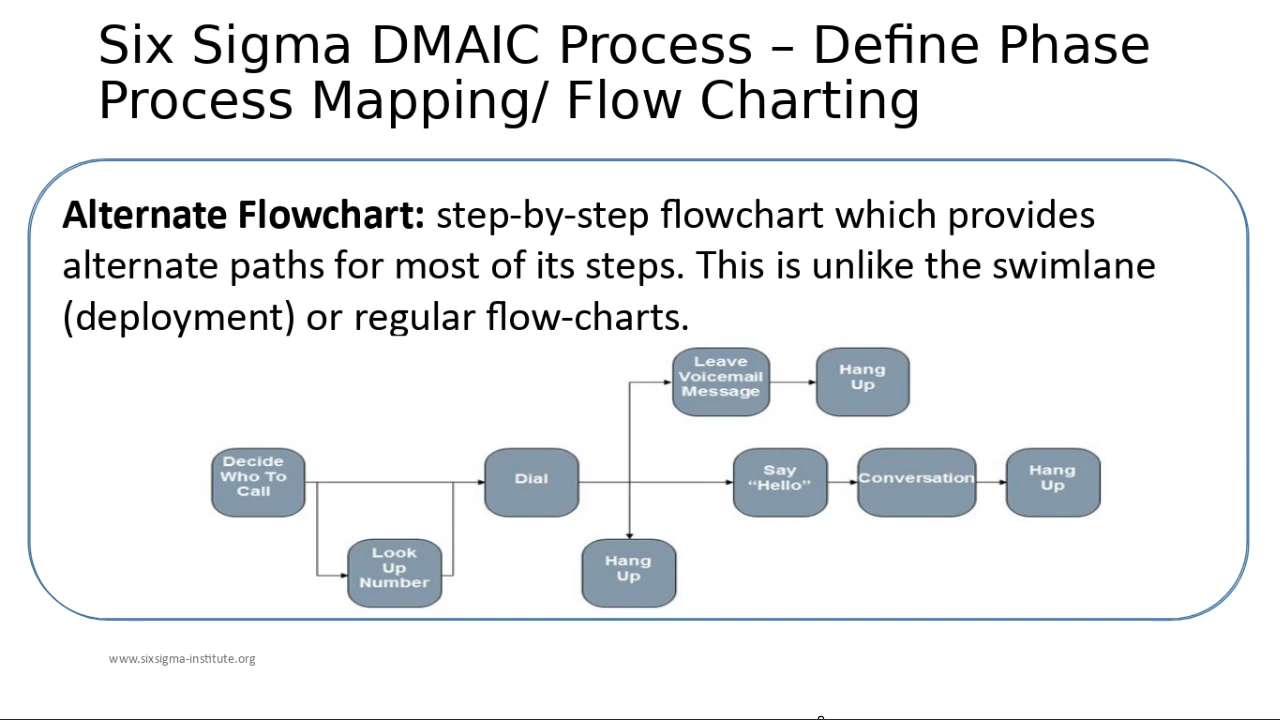 Six Sigma DMAIC Process – Define Phase
Process Mapping/ Flow Charting
Alternate Flowchart: step-by-step flowchart which provides
alternate paths for most of its steps. This is unlike the swimlane
(deployment) or regular flow-charts.
Leave
Voicemail
Message
Hang
Up
Decide
Who To
Call
Dial
Say
“Hello”
Conversation
Hang
Up
Look
Up
Number
Hang
Up
www.sixsigma-institute.org